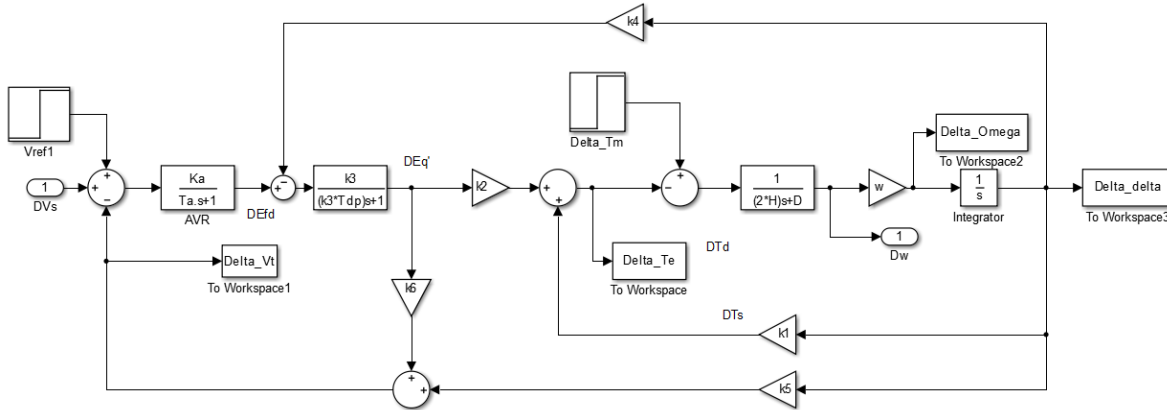 k4
Vref1
Delta_Tm
+
+
−
1
DVs
Ka
Ta.s+1
AVR
DEfd
−
+
k3
(k3*Tdp)s+1
DEq'
k2
+
+
−
+
DTd
1
(2*H)s+D
w
1
s
Integrator
Delta_Omega
To Workspace2
Delta_delta
To Workspace3
1
Dw
Delta_Vt
To Workspace1
Delta_Te
To Workspace
k6
DTs
k1
+
+
k5